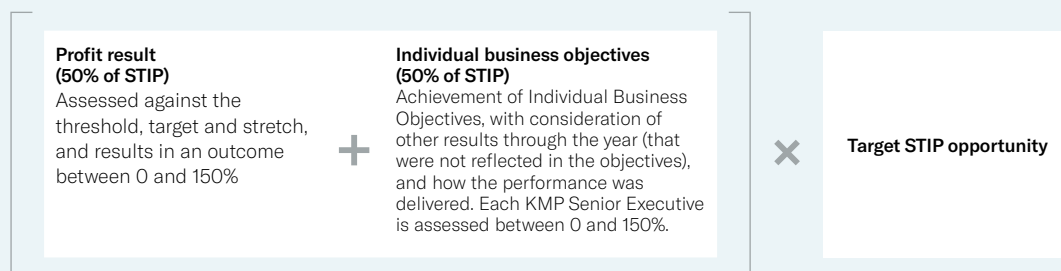 Profit result
(50% of STIP)
Assessed against the
threshold, target and stretch,
and results in an outcome
between 0 and 150%
+
Individual business objectives
(50% of STIP)
Achievement of Individual Business
Objectives, with consideration of
other results through the year (that
were not reflected in the objectives),
and how the performance was
delivered. Each KMP Senior Executive
is assessed between 0 and 150%.
×
Target STIP opportunity